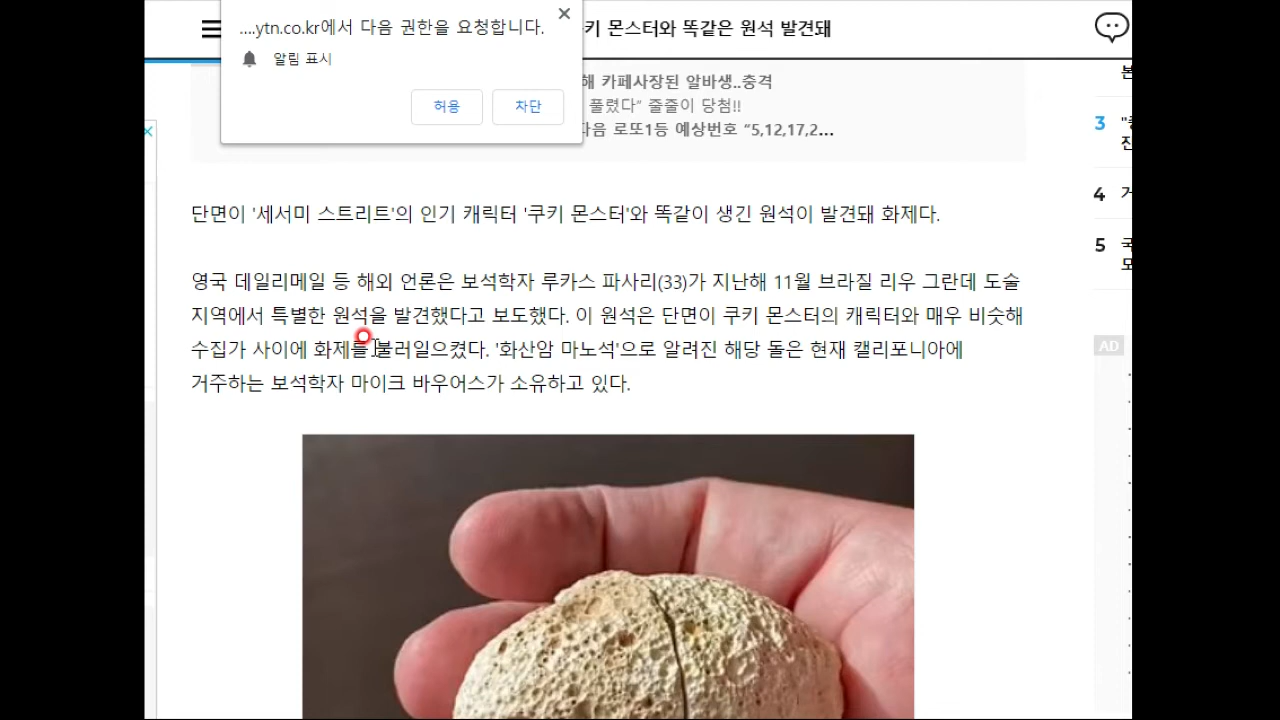 ....ytn.co.kr에서 다음 권한을 요청합니다.
알림 표시
허용
차단
키 몬스터와 똑같은 원석 발견돼
해 카페사장된 알바생..충격
풀렸다” 줄줄이 당첨!!
다음 로또1등 예상번호 “5,12,17,2...
단면이 '세서미 스트리트'의 인기 캐릭터 '쿠키 몬스터'와 똑같이 생긴 원석이 발견돼 화제다.
영국 데일리메일 등 해외 언론은 보석학자 루카스 파사리(33)가 지난해 11월 브라질 리우 그란데 도술
지역에서 특별한 원석을 발견했다고 보도했다. 이 원석은 단면이 쿠키 몬스터의 캐릭터와 매우 비슷해
수집가 사이에 화제를 불러일으켰다. '화산암 마노석'으로 알려진 해당 돌은 현재 캘리포니아에
거주하는 보석학자 마이크 바우어스가 소유하고 있다.
3
4
5
AD